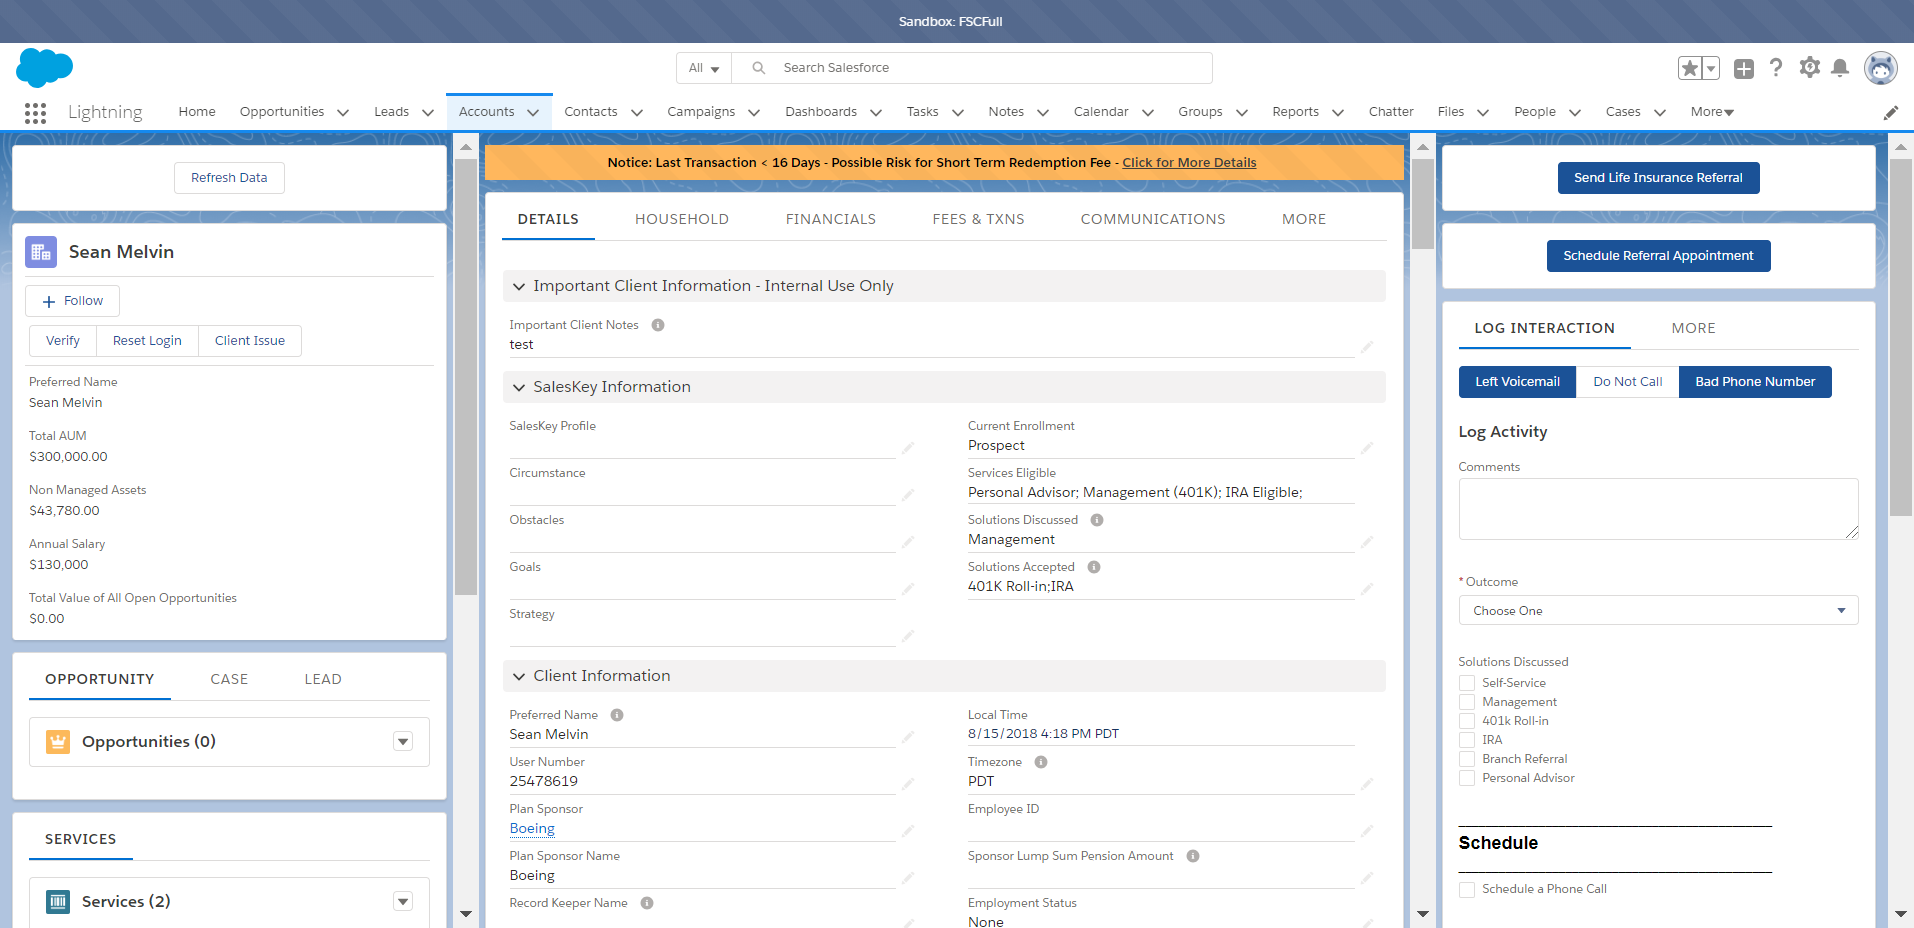 Sandbox: FSCFull
All
Search Salesforce
Lightning
Home
Opportunities
Leads
Accounts
Contacts
Campaigns
Dashboards
Tasks
Notes
Calendar
Groups
Reports
Chatter
Files
People
Cases
More
Refresh Data
Sean Melvin
Follow
Verify
Reset Login
Client Issue
Preferred Name
Sean Melvin
Total AUM
$300,000.00
Non Managed Assets
$43,780.00
Annual Salary
$130,000
Total Value of All Open Opportunities
$0.00
OPPORTUNITY
CASE
LEAD
Opportunities (0)
SERVICES
Services (2)
Notice: Last Transaction < 16 Days - Possible Risk for Short Term Redemption Fee - Click for More Details
DETAILS
HOUSEHOLD
FINANCIALS
FEES & TXNS
COMMUNICATIONS
MORE
Important Client Information - Internal Use Only
Important Client Notes
test
SalesKey Information
SalesKey Profile
Circumstance
Obstacles
Goals
Strategy
Current Enrollment
Prospect
Services Eligible
Personal Advisor; Management (401K); IRA Eligible;
Solutions Discussed
Management
Solutions Accepted
401K Roll-in;IRA
Client Information
Preferred Name
Sean Melvin
User Number
25478619
Plan Sponsor
Boeing
Plan Sponsor Name
Boeing
Record Keeper Name
Local Time
8/15/2018 4:18 PM PDT
Timezone
PDT
Employee ID
Sponsor Lump Sum Pension Amount
Employment Status
None
Send Life Insurance Referral
Schedule Referral Appointment
LOG INTERACTION
MORE
Left Voicemail
Do Not Call
Bad Phone Number
Log Activity
Comments
* Outcome
Choose One
Solutions Discussed
Self-Service
Management
401k Roll-in
IRA
Branch Referral
Personal Advisor
Schedule
Schedule a Phone Call